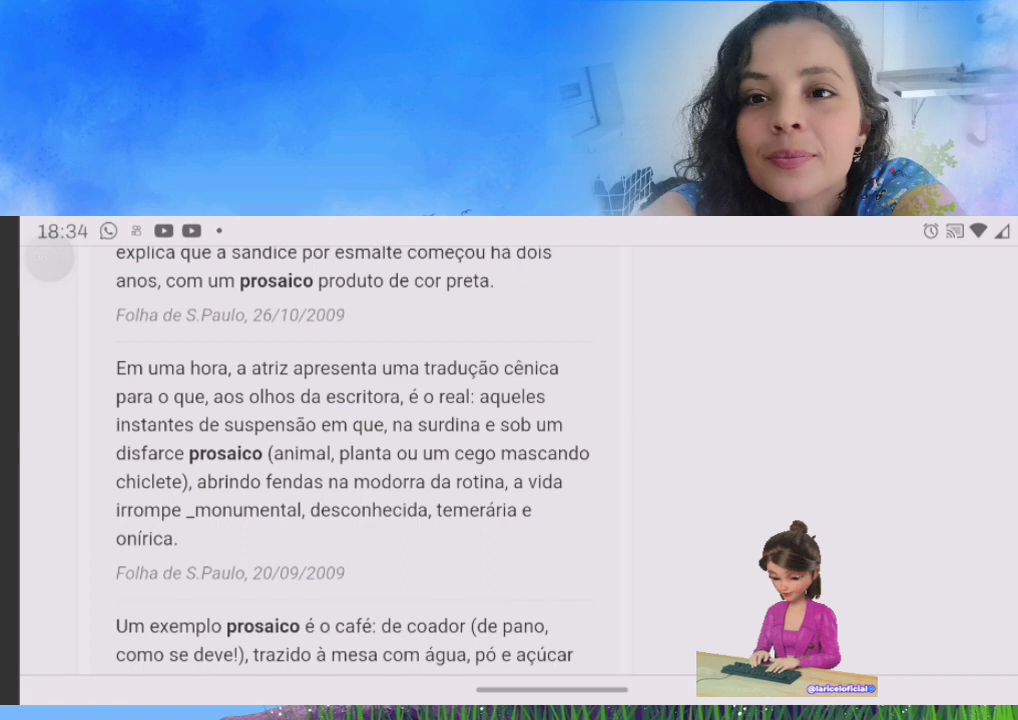 18:34
explica que a sandice por esmalte começou há dois
anos, com um prosaico produto de cor preta.
Folha de S.Paulo, 26/10/2009
Em uma hora, a atriz apresenta uma tradução cênica
para o que, aos olhos da escritora, é o real: aqueles
instantes de suspensão em que, na surdina e sob um
disfarce prosaico (animal, planta ou um cego mascando
chiclete), abrindo fendas na modorra da rotina, a vida
irrompe _monumental, desconhecida, temerária e
onírica.
Folha de S.Paulo, 20/09/2009
Um exemplo prosaico é o café: de coador (de pano,
como se deve!), trazido à mesa com água, pó e açúcar
@lariceloficial